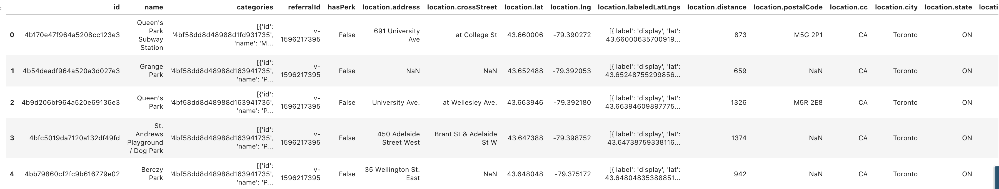 id name categories referralId hasPerk location.address location.crossStreet location.lat location.lng location.labeledLatLngs location.distance location.postalCode location.cc location.city location.state locati
Queen's
Park
Subway
Station
[{'id':
'4bf58dd8d48988d1fd931735',
'name': 'M...
v-
1596217395
691 University
Ave
0 4b170e47f964a5208cc123e3 False at College St 43.660006 -79.390272
[{'label': 'display', 'lat':
43.66000635700919...
873 M5G 2P1 CA Toronto ON
1 4b54deadf964a520a3d027e3
Grange
Park
[{'id':
'4bf58dd8d48988d163941735',
'name': 'P...
v-
1596217395
False NaN NaN 43.652488 -79.392053
[{'label': 'display', 'lat':
43.65248755299856...
659 NaN CA Toronto ON
2 4b9d206bf964a520e69136e3
Queen's
Park
[{'id':
'4bf58dd8d48988d163941735',
'name': 'P...
v-
1596217395
False University Ave. at Wellesley Ave. 43.663946 -79.392180
[{'label': 'display', 'lat':
43.66394609897775...
1326 M5R 2E8 CA Toronto ON
3 4bfc5019da7120a132df49fd
St.
Andrews
Playground
/ Dog Park
[{'id':
'4bf58dd8d48988d163941735',
'name': 'P...
v-
1596217395
False
450 Adelaide
Street West
Brant St & Adelaide
St W
43.647388 -79.398752
[{'label': 'display', 'lat':
43.64738759338116...
1374 NaN CA Toronto ON
4 4bb79860cf2fc9b616779e02
Berczy
Park
[{'id':
'4bf58dd8d48988d163941735',
'name': 'P...
v-
1596217395
False
35 Wellington St.
East
NaN 43.648048 -79.375172
[{'label': 'display', 'lat':
43.64804835388851...
942 NaN CA Toronto ON